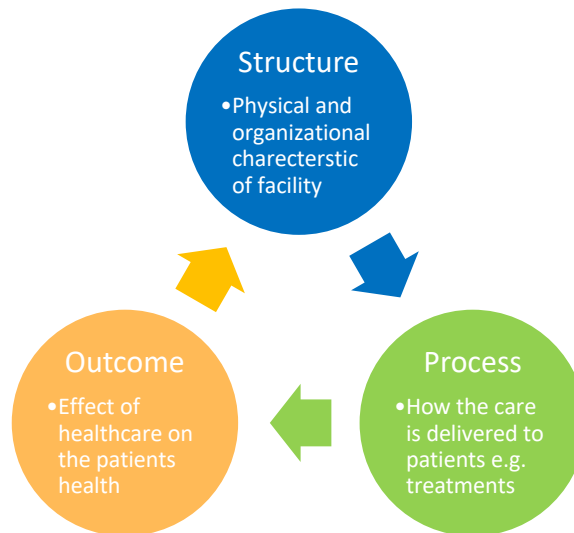 Structure
•Physical and
organizational
charecterstic
of facility
Outcome
•Effect of
healthcare on
the patients
health
Process
•How the care
is delivered to
patients e.g.
treatments